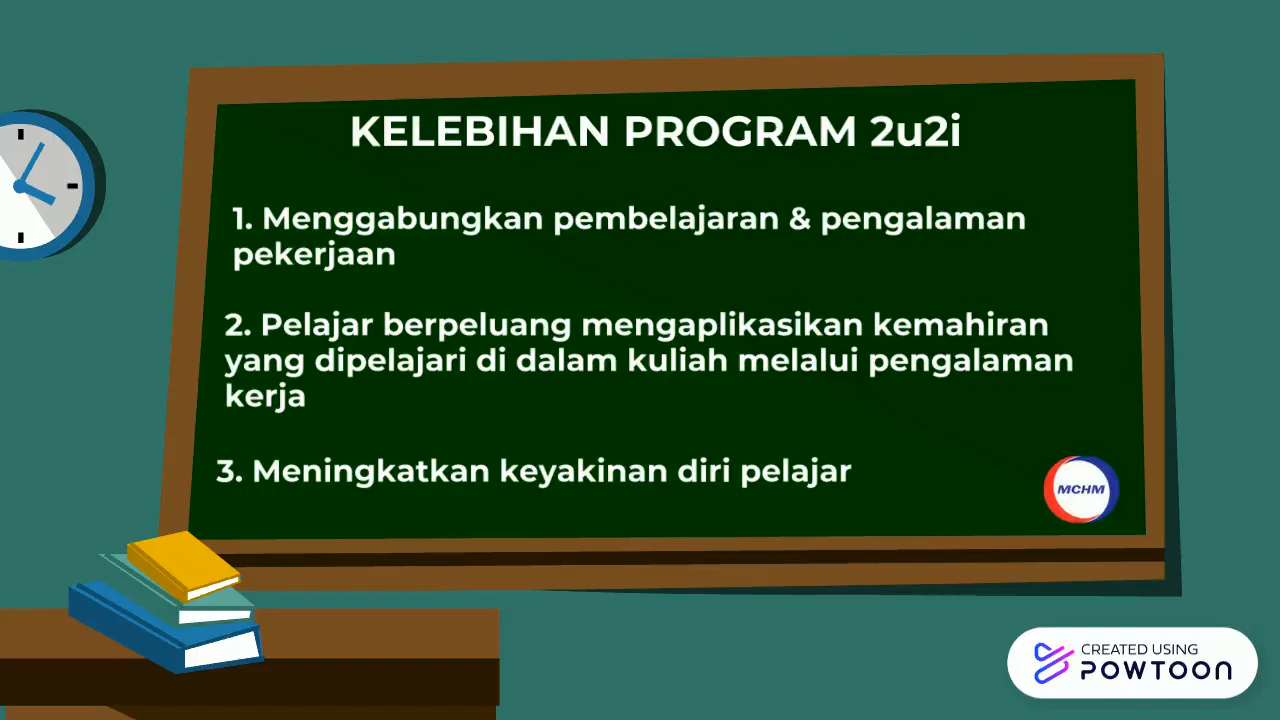 KELEBIHAN PROGRAM 2u2i
1. Menggabungkan pembelajaran & pengalaman
pekerjaan
2. Pelajar berpeluang mengaplikasikan kemahiran
yang dipelajari di dalam kuliah melalui pengalaman
kerja
3. Meningkatkan keyakinan diri pelajar
MCHM
CREATED USING
POWTOON